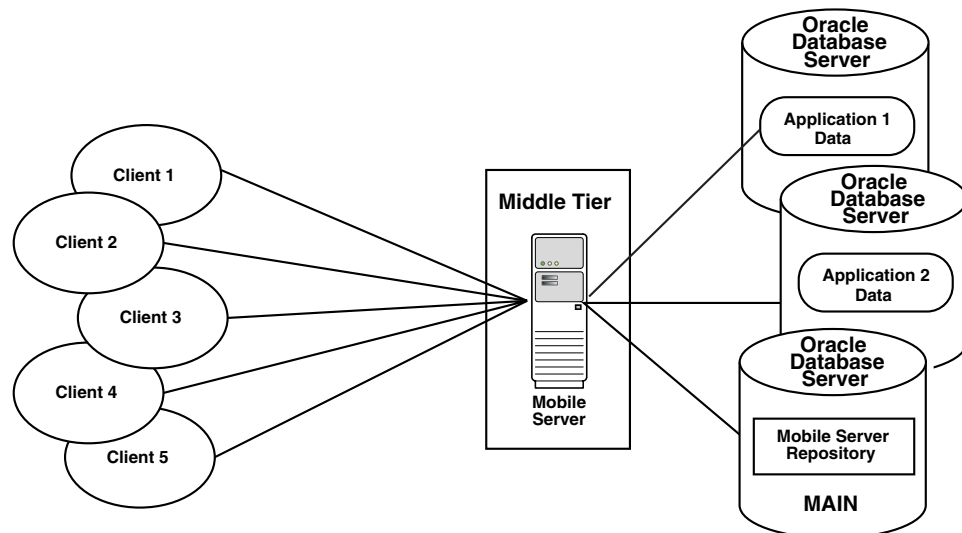 Client 1
Client 2
Client 3
Client 4
Client 5
Middle Tier
Mobile
Server
Oracle
Database
Server
Application 1
Data
Oracle
Database
Server
Application 2
Data
Oracle
Database
Server
Mobile Server
Repository
MAIN